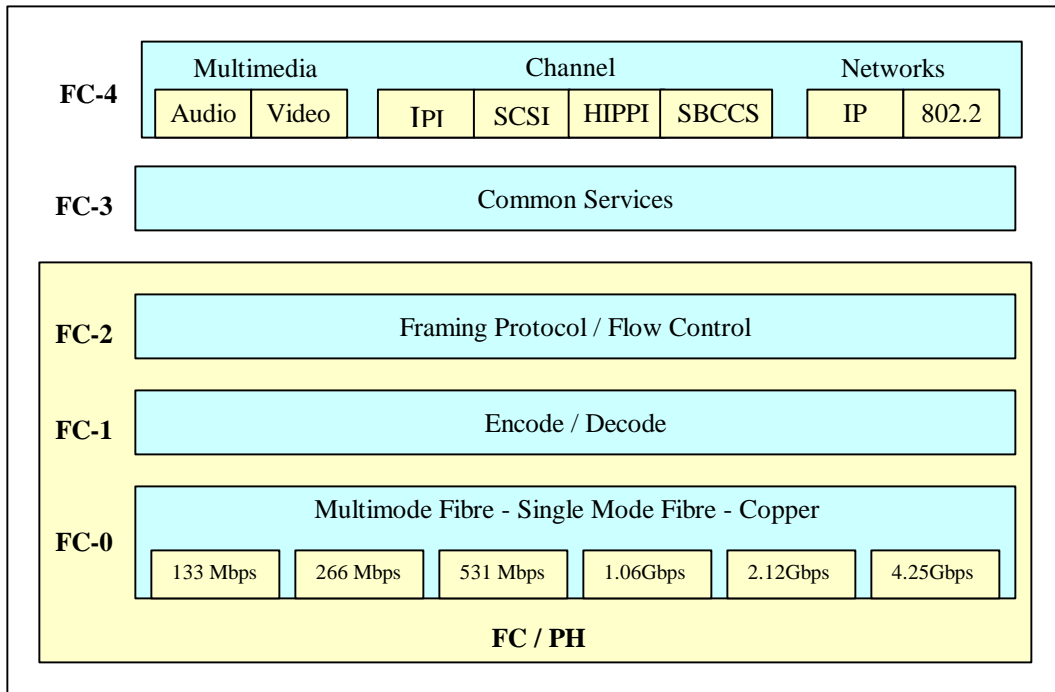 Multimedia Channel Networks
FC-4
Audio Video IPI SCSI HIPPI SBCCS IP 802.2
Common Services
FC-3
Framing Protocol / Flow Control
FC-2
Encode / Decode
FC-1
Multimode Fibre - Single Mode Fibre - Copper
FC-0
133 Mbps 266 Mbps 531 Mbps 1.06Gbps 2.12Gbps 4.25Gbps
FC / PH